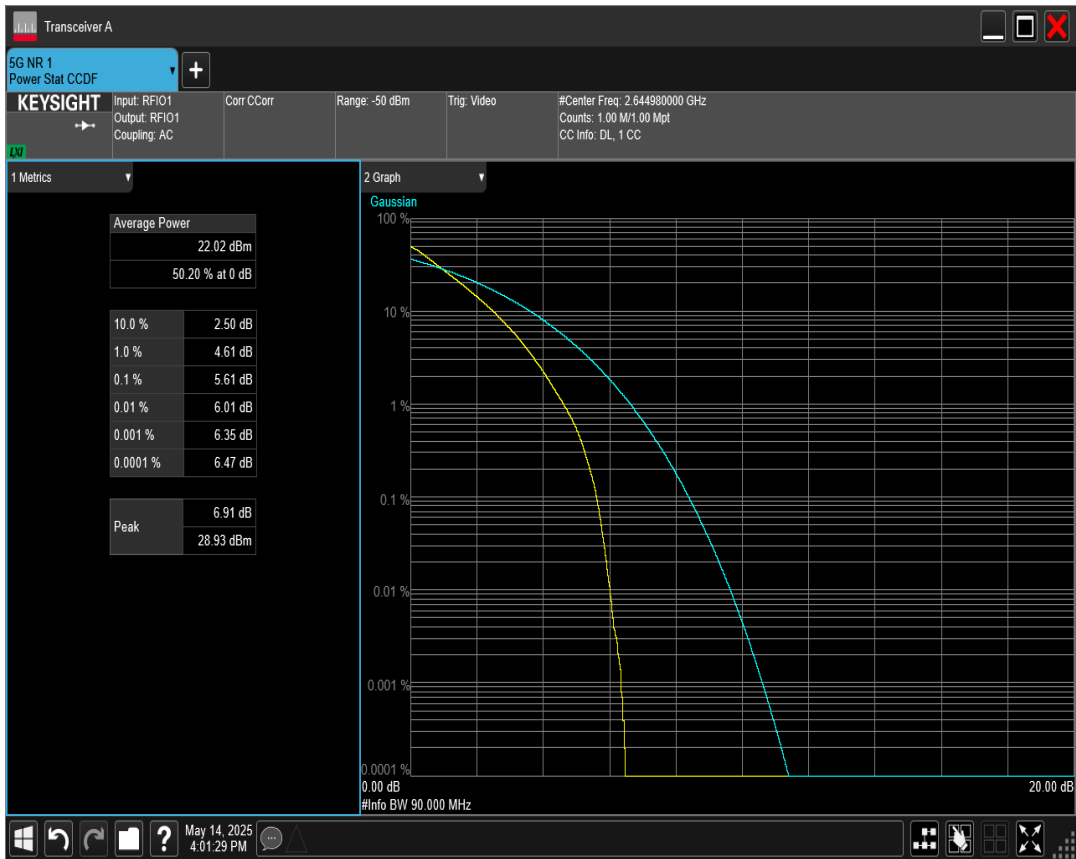 Transceiver A
5G NR 1
Power Stat CCDF
+
KEYSIGHT
LXI
Input: RFIO1
Output: RFIO1
Coupling: AC
Corr CCorr
Range: -50 dBm
Trig: Video
#Center Freq: 2.644980000 GHz
Counts: 1.00 M/1.00 Mpt
CC Info: DL, 1 CC
1 Metrics
Average Power
22.02 dBm
50.20 % at 0 dB
10.0 % 2.50 dB
1.0 % 4.61 dB
0.1 % 5.61 dB
0.01 % 6.01 dB
0.001 % 6.35 dB
0.0001 % 6.47 dB
Peak
6.91 dB
28.93 dBm
2 Graph
Gaussian
100 %
10 %
1 %
0.1 %
0.01 %
0.001 %
0.0001 %
0.00 dB 20.00 dB
#Info BW 90.000 MHz
?
May 14, 2025
4:01:29 PM